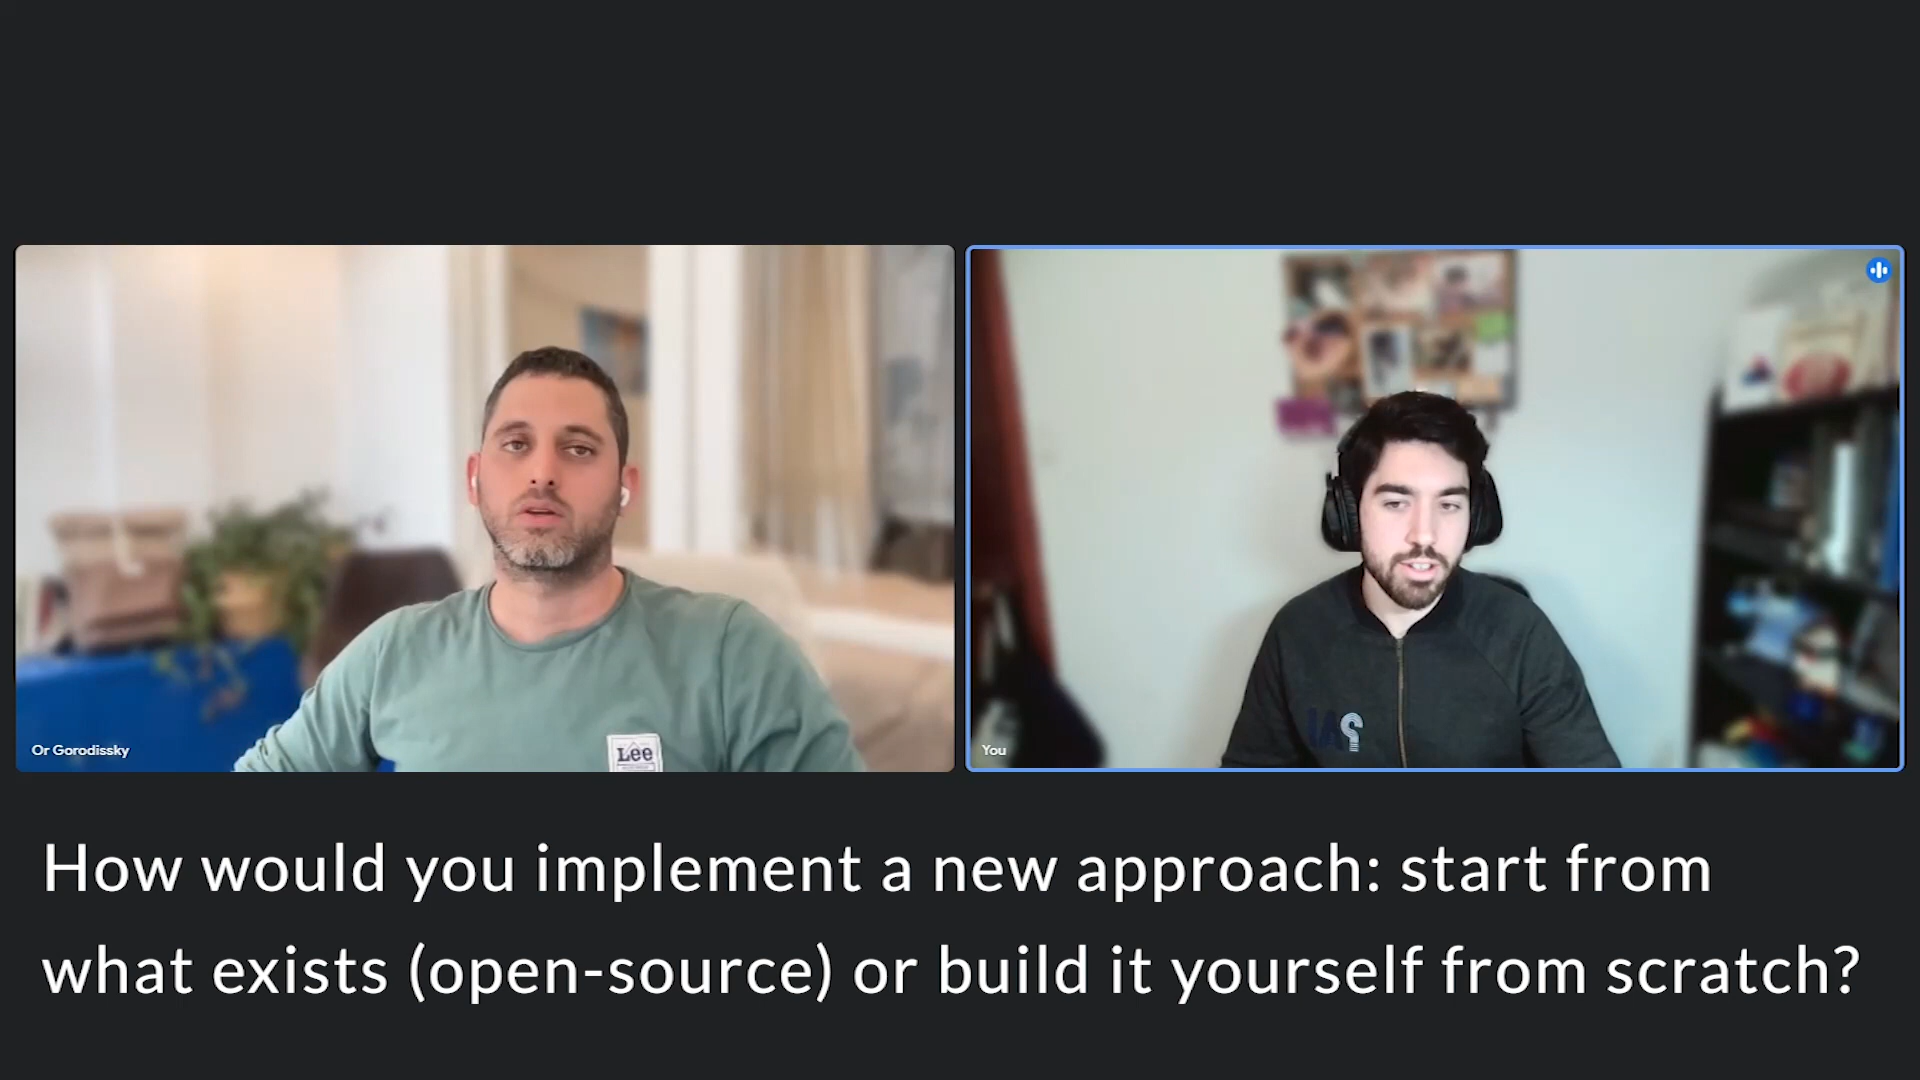 Or Gorodissky
Lee
You
How would you implement a new approach: start from
what exists (open-source) or build it yourself from scratch?